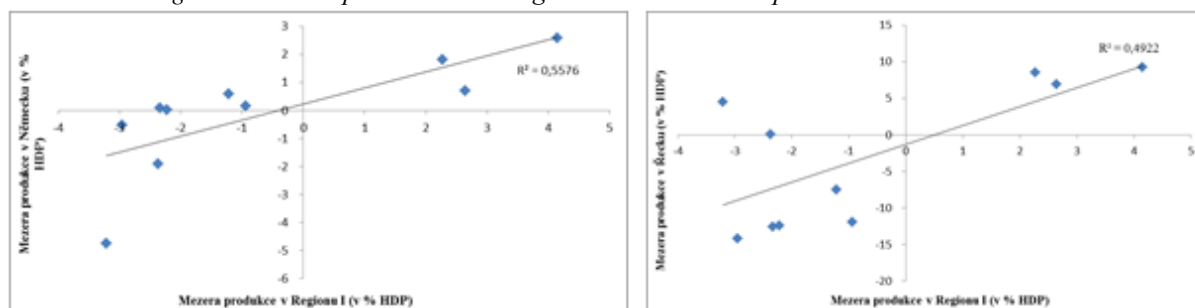 Mezera produkce v Německu (v %
HDP)
3
2
1
0
-1
-2
-3
-4
-5
-6
-4 -3 -2 -1 0 1 2 3 4 5
R² = 0,5576
Mezera produkce v Regionu I (v % HDP)
Mezera produkce v Řecku (v % HDP)
15
10
5
0
-5
-10
-15
-20
-4 -3 -2 -1 0 1 2 3 4 5
R² = 0,4922
Mezera produkce v Regionu I (v % HDP)